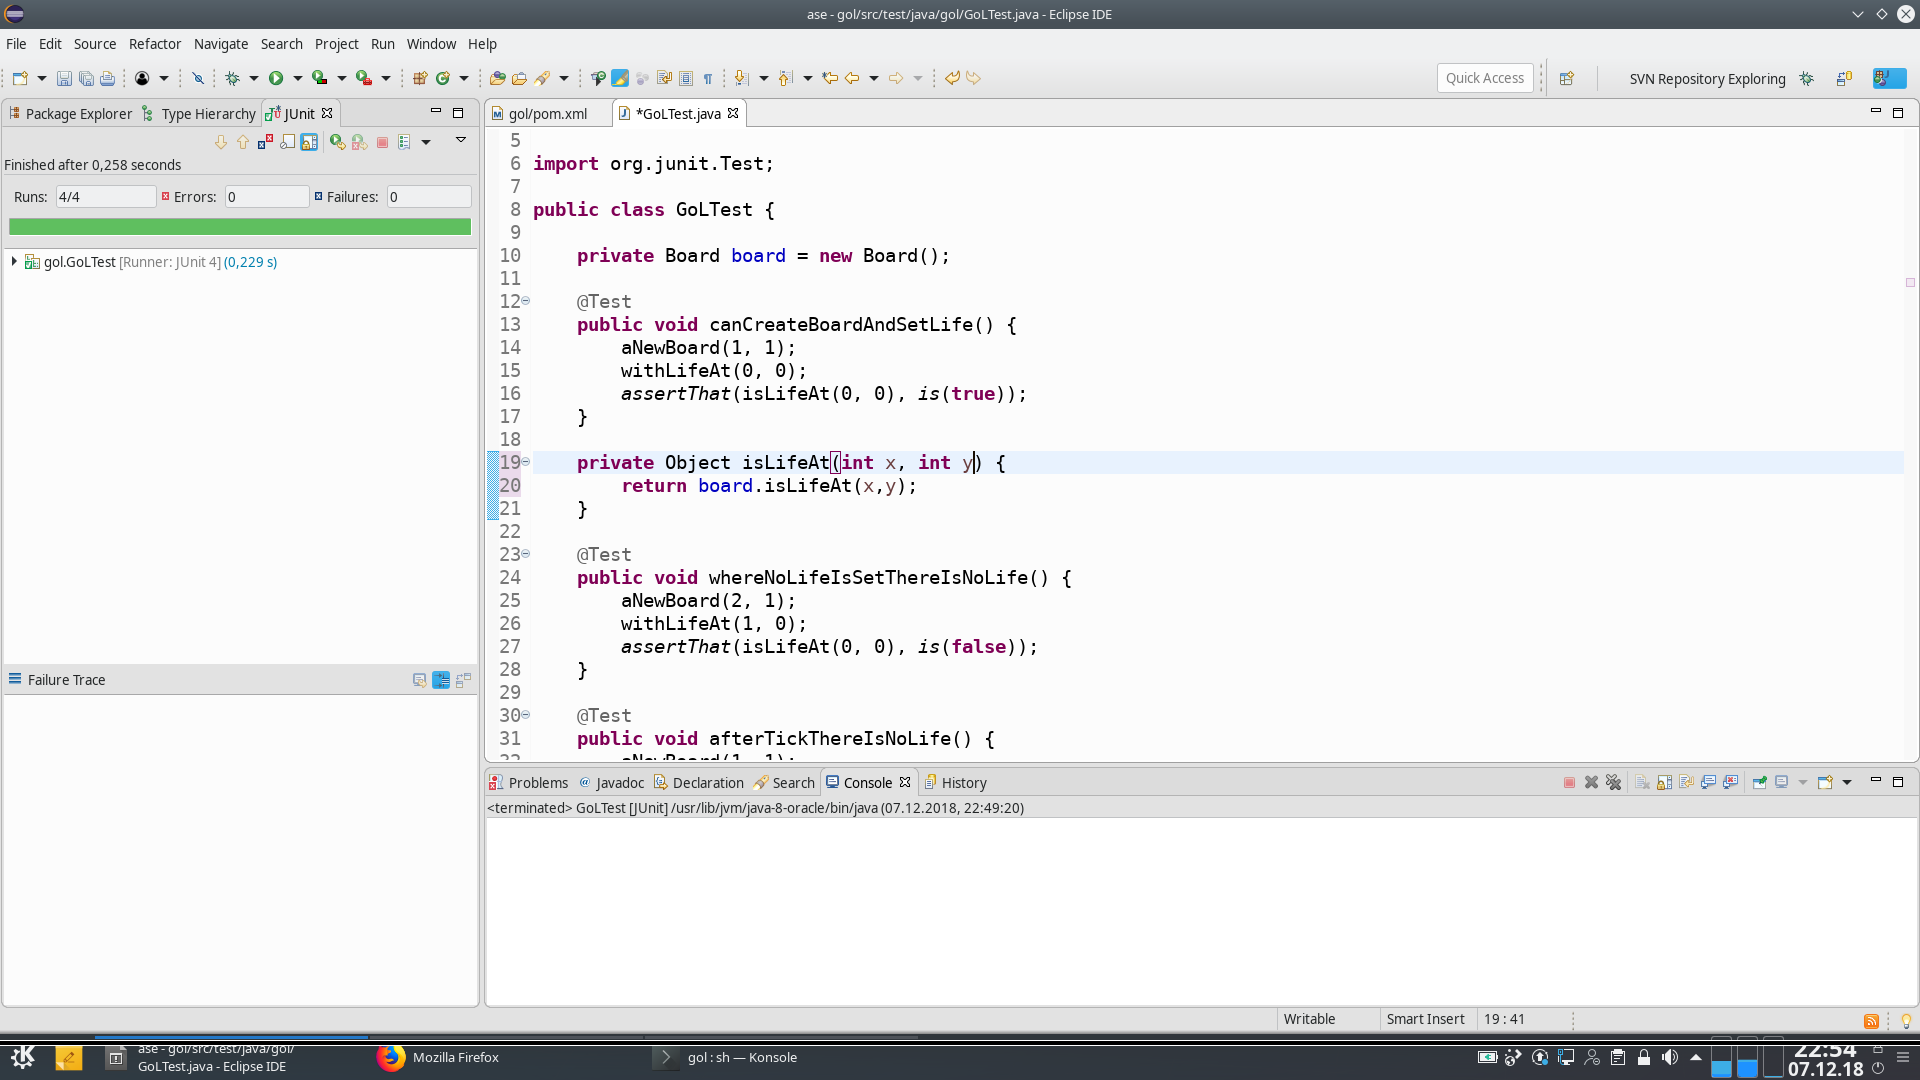 ase - gol/src/test/java/gol/GoLTest.java - Eclipse IDE
File Edit Source Refactor Navigate Search Project Run Window Help
Quick Access SVN Repository Exploring
Package Explorer Type Hierarchy JUnit
gol/pom.xml *GoLTest.java
Finished after 0,258 seconds
Runs: 4/4 Errors: 0 Failures: 0
gol.GoLTest [Runner: JUnit 4] (0,229 s)
Failure Trace
5
6 import org.junit.Test;
7
8 public class GoLTest {
9
10 private Board board = new Board();
11
12 @Test
13 public void canCreateBoardAndSetLife() {
14 aNewBoard(1, 1);
15 withLifeAt(0, 0);
16 assertThat(isLifeAt(0, 0), is(true));
17 }
18
19 private Object isLifeAt(int x, int y) {
20 return board.isLifeAt(x,y);
21 }
22
23 @Test
24 public void whereNoLifeIsSetThereIsNoLife() {
25 aNewBoard(2, 1);
26 withLifeAt(1, 0);
27 assertThat(isLifeAt(0, 0), is(false));
28 }
29
30 @Test
31 public void afterTickThereIsNoLife() {
32 aNewBoard(1, 1);
Problems Javadoc Declaration Search Console History
<terminated> GoLTest [JUnit] /usr/lib/jvm/java-8-oracle/bin/java (07.12.2018, 22:49:20)
Writable Smart Insert 19 : 41
ase - gol/src/test/java/gol/
GoLTest.java - Eclipse IDE
Mozilla Firefox
gol : sh — Konsole
22:54
07.12.18